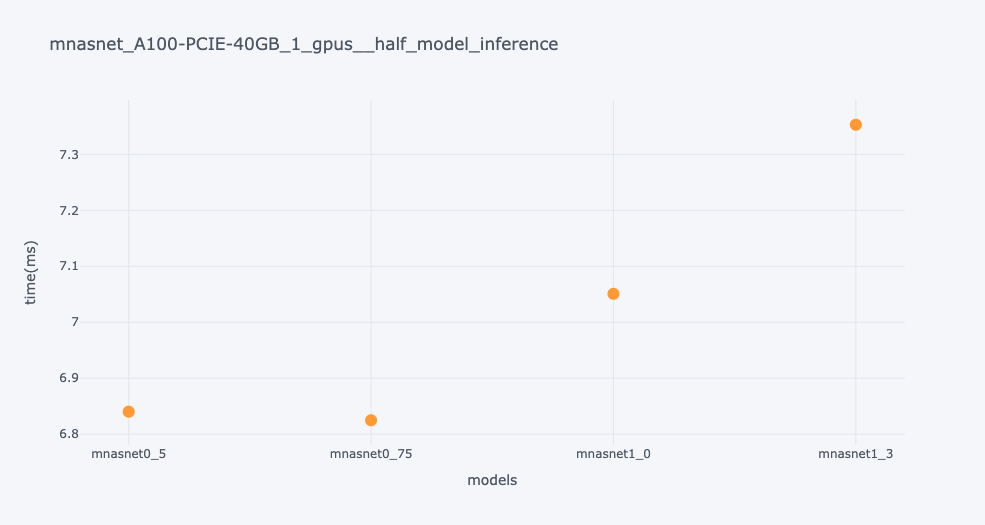 mnasnet_A100-PCIE-40GB_1_gpus__half_model_inference
time(ms)
7.3
7.2
7.1
7
6.9
6.8
mnasnet0_5
mnasnet0_75
mnasnet1_0
mnasnet1_3
models